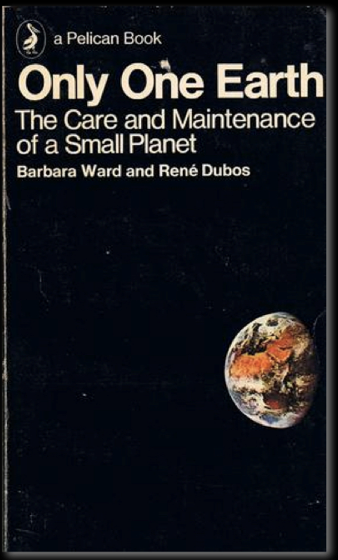 a Pelican Book
Only One Earth
The Care and Maintenance
of a Small Planet
Barbara Ward and René Dubos